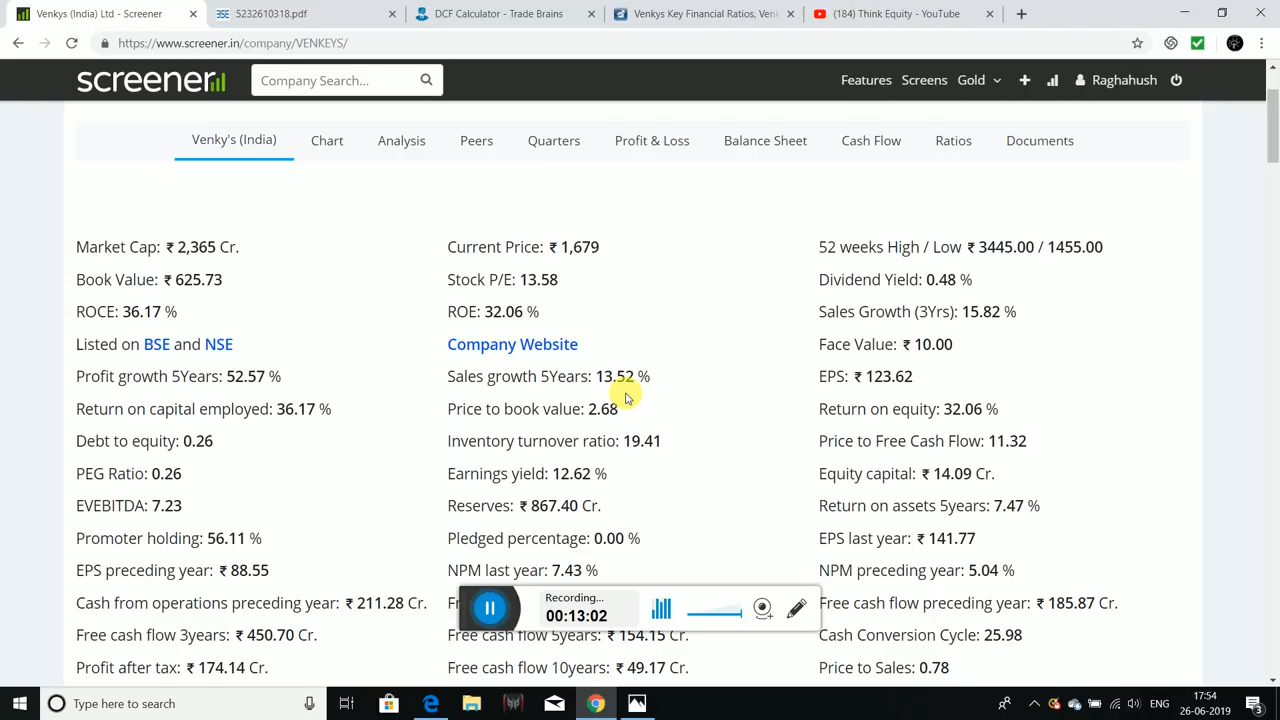 Venkys (India) Ltd - Screener
5232610318.pdf
DCF Calculator - Trade Brains
Venkys Key Financial Ratios, Ven
(184) Think Equity - YouTube
https://www.screener.in/company/VENKEYS/
screener
Company Search...
Features Screens Gold Raghahush
Venky's (India) Chart Analysis Peers Quarters Profit & Loss Balance Sheet Cash Flow Ratios Documents
Market Cap: ₹ 2,365 Cr. Current Price: ₹ 1,679 52 weeks High / Low ₹ 3445.00 / 1455.00
Book Value: ₹ 625.73 Stock P/E: 13.58 Dividend Yield: 0.48 %
ROCE: 36.17 % ROE: 32.06 % Sales Growth (3Yrs): 15.82 %
Listed on BSE and NSE Company Website Face Value: ₹ 10.00
Profit growth 5Years: 52.57 % Sales growth 5Years: 13.52 % EPS: ₹ 123.62
Return on capital employed: 36.17 % Price to book value: 2.68 Return on equity: 32.06 %
Debt to equity: 0.26 Inventory turnover ratio: 19.41 Price to Free Cash Flow: 11.32
PEG Ratio: 0.26 Earnings yield: 12.62 % Equity capital: ₹ 14.09 Cr.
EVEBITDA: 7.23 Reserves: ₹ 867.40 Cr. Return on assets 5years: 7.47 %
Promoter holding: 56.11 % Pledged percentage: 0.00 % EPS last year: ₹ 141.77
EPS preceding year: ₹ 88.55 NPM last year: 7.43 % NPM preceding year: 5.04 %
Recording...
00:13:02
Cash from operations preceding year: ₹ 211.28 Cr. Free cash flow preceding year: ₹ 185.87 Cr.
Free cash flow 3years: ₹ 450.70 Cr. Free cash flow 5years: ₹ 154.15 Cr. Cash Conversion Cycle: 25.98
Profit after tax: ₹ 174.14 Cr. Free cash flow 10years: ₹ 49.17 Cr. Price to Sales: 0.78
Type here to search
ENG
17:54
26-06-2019
3